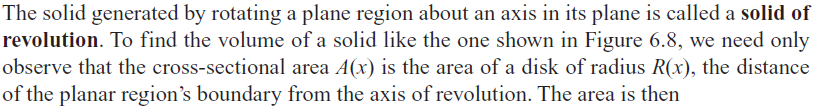 The solid generated by rotating a plane region about an axis in its plane is called a solid of
revolution. To find the volume of a solid like the one shown in Figure 6.8, we need only
observe that the cross-sectional area A(x) is the area of a disk of radius R(x), the distance
of the planar region's boundary from the axis of revolution. The area is then